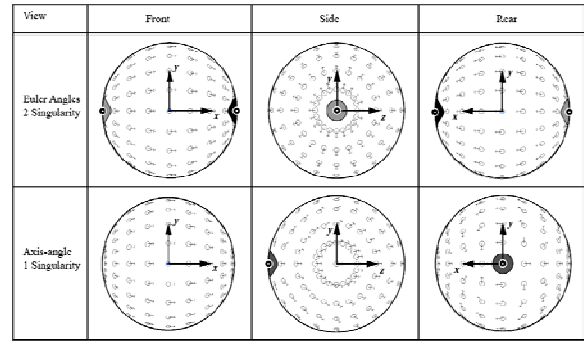 View Front Side Rear
Euler Angles
2 Singularity
y
x
y
z
y
x
Axis-angle
1 Singularity
y
x
y
z
y
x